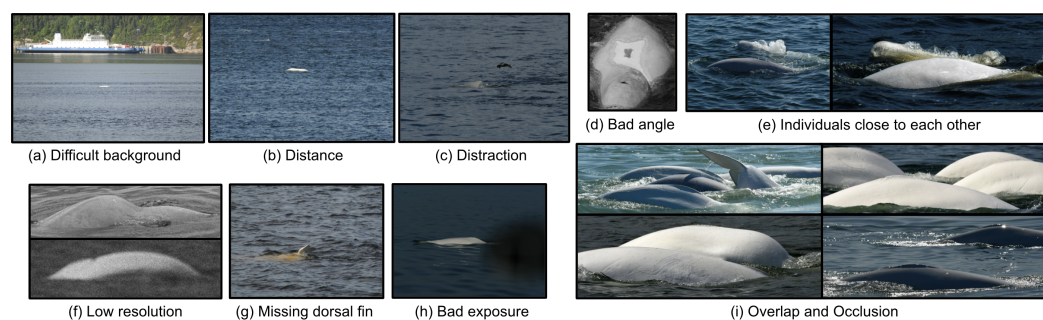 (a) Difficult background
(b) Distance
(c) Distraction
(d) Bad angle
(e) Individuals close to each other
(f) Low resolution
(g) Missing dorsal fin
(h) Bad exposure
(i) Overlap and Occlusion